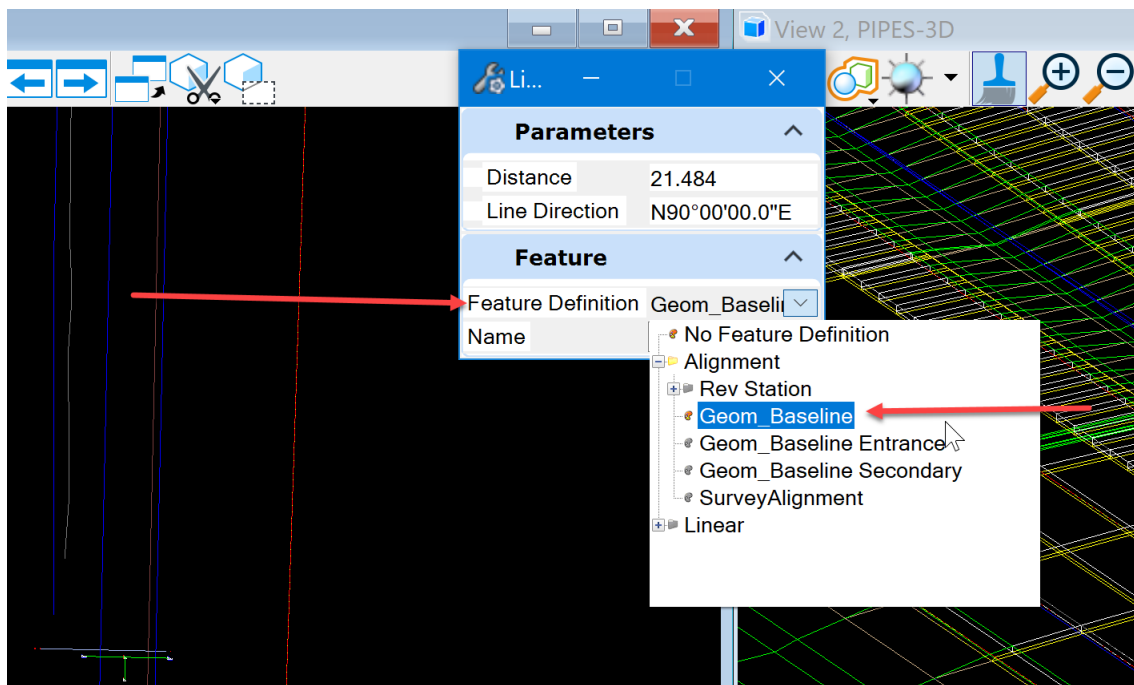 View 2, PIPES-3D
Li...
Parameters
Distance 21.484
Line Direction N90°00'00.0"E
Feature
Feature Definition Geom_Baselin
Name
No Feature Definition
Alignment
Rev Station
Geom_Baseline
Geom_Baseline Entrance
Geom_Baseline Secondary
SurveyAlignment
Linear